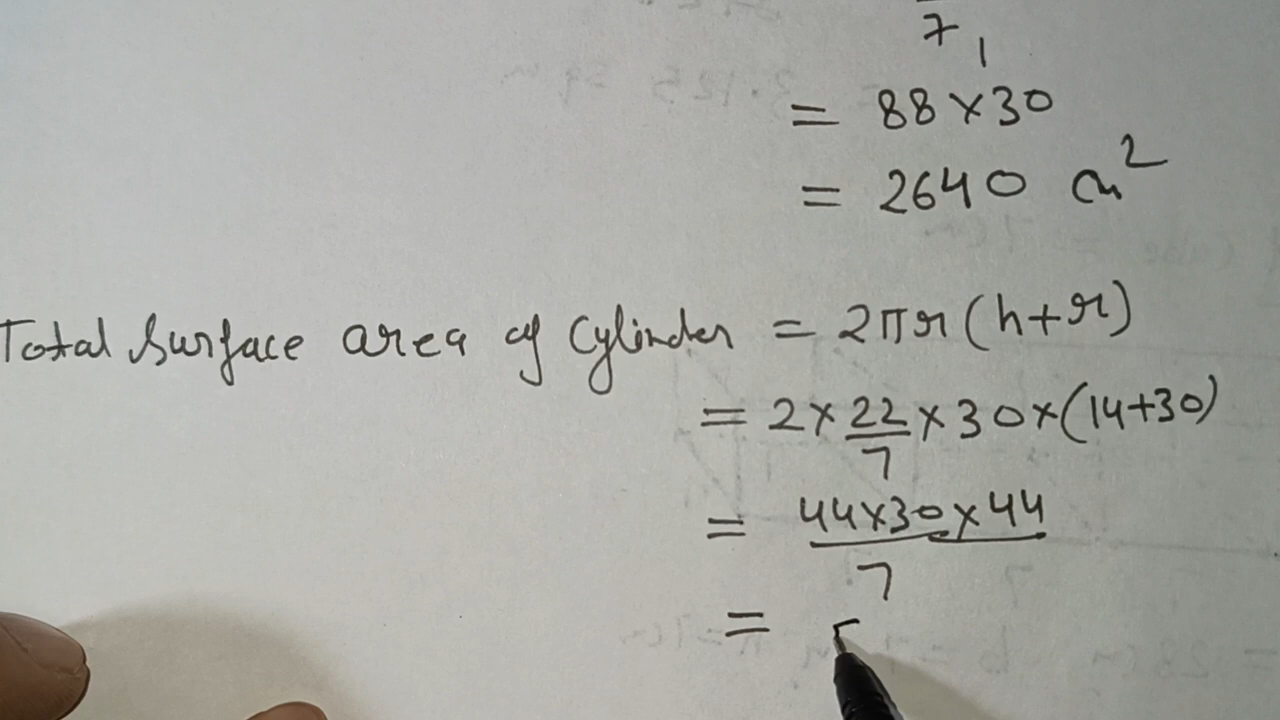 7 1
= 88 × 30
= 2640 cm²
Total Surface area of Cylinder = 2πr(h+r)
= 2 × 22/7 × 30 × (14+30)
= 44×30×44/7
= 5